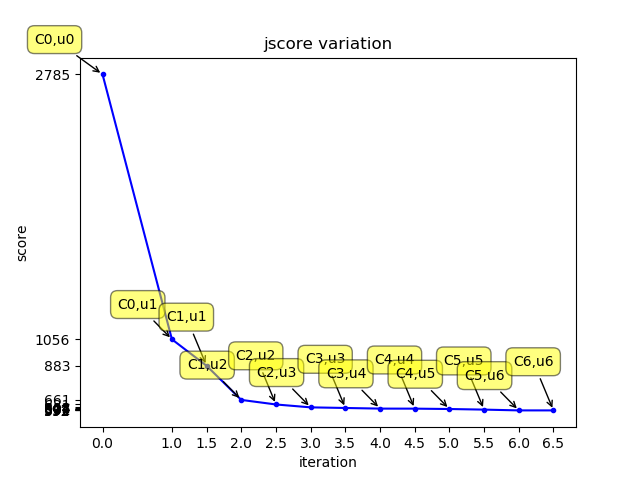 jscore variation
C0,u0
2785
score
C0,u1
C1,u1
1056
883
C1,u2
C2,u2
C2,u3
C3,u3
C3,u4
C4,u4
C4,u5
C5,u5
C5,u6
C6,u6
661
0.0 1.0 1.5 2.0 2.5 3.0 3.5 4.0 4.5 5.0 5.5 6.0 6.5
iteration